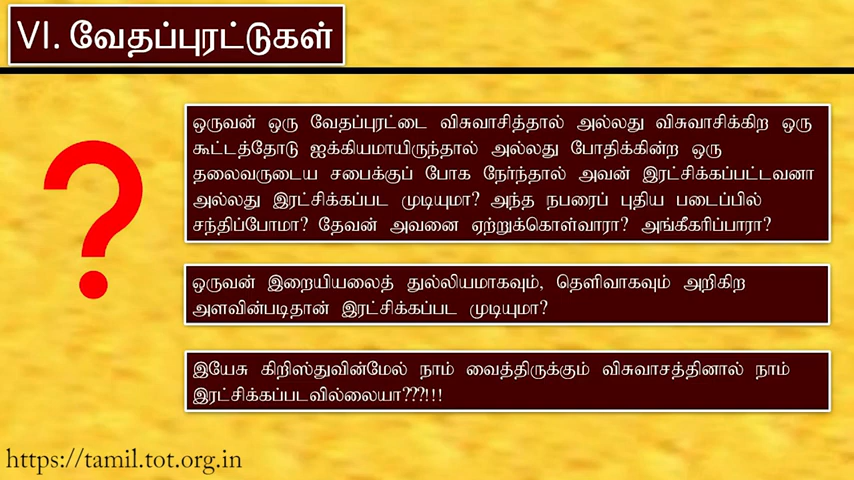 VI. வேதப்புரட்டுகள்
?
ஒருவன் ஒரு வேதப்புரட்டை விசுவாசித்தால் அல்லது விசுவாசிக்கிற ஒரு
கூட்டத்தோடு ஐக்கியமாயிருந்தால் அல்லது போதிக்கின்ற ஒரு
தலைவருடைய சபைக்குப் போக நேர்ந்தால் அவன் இரட்சிக்கப்பட்டவனா
அல்லது இரட்சிக்கப்பட முடியுமா? அந்த நபரைப் புதிய படைப்பில்
சந்திப்போமா? தேவன் அவனை ஏற்றுக்கொள்வாரா? அங்கீகரிப்பாரா?
ஒருவன் இறையியலைத் துல்லியமாகவும், தெளிவாகவும் அறிகிற
அளவின்படிதான் இரட்சிக்கப்பட முடியுமா?
இயேசு கிறிஸ்துவின்மேல் நாம் வைத்திருக்கும் விசுவாசத்தினால் நாம்
இரட்சிக்கப்படவில்லையா???!!!
https://tamil.tot.org.in